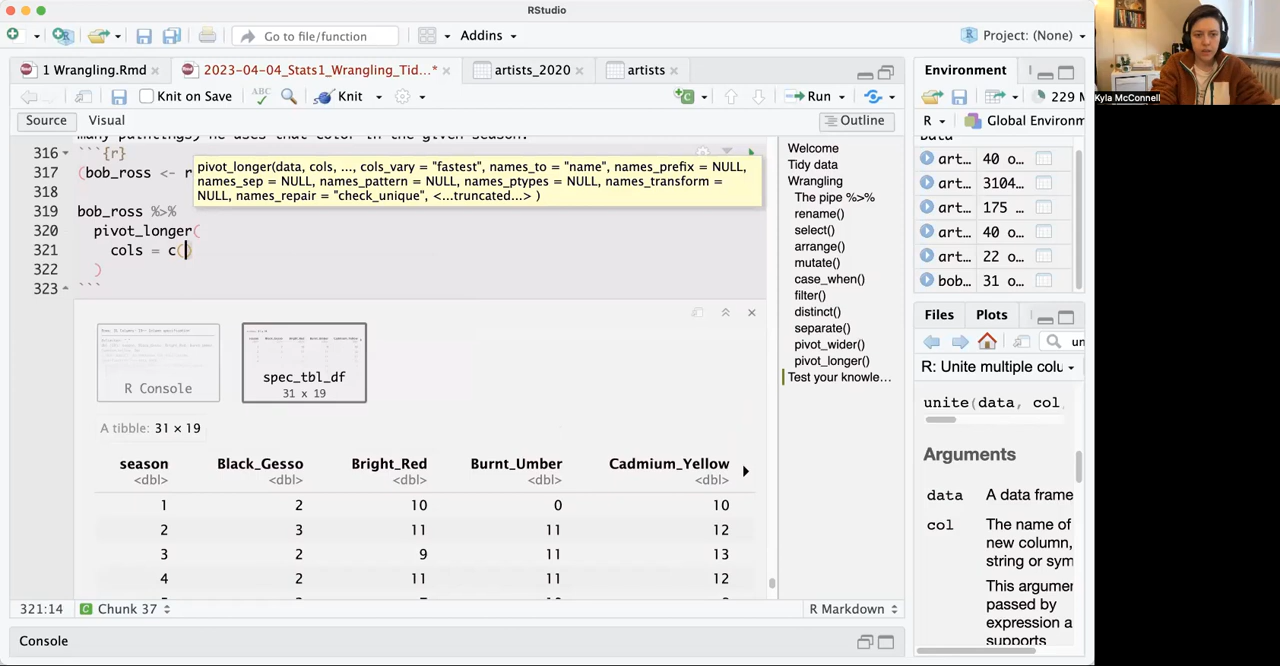 RStudio
Go to file/function
Addins
Project: (None)
1 Wrangling.Rmd
2023-04-04_Stats1_Wrangling_Tid...*
artists_2020
artists
Knit on Save
ABC
Knit
Run
Source
Visual
Outline
316 ```{r}
317 (bob_ross <- r
318
319 bob_ross %>%
320 pivot_longer(
321 cols = c()
322 )
323 ```
pivot_longer(data, cols, ..., cols_vary = "fastest", names_to = "name", names_prefix = NULL,
names_sep = NULL, names_pattern = NULL, names_ptypes = NULL, names_transform =
NULL, names_repair = "check_unique", <...truncated...> )
R Console
spec_tbl_df
31 x 19
A tibble: 31 × 19
season Black_Gesso Bright_Red Burnt_Umber Cadmium_Yellow
<dbl> <dbl> <dbl> <dbl> <dbl>
1 2 10 0 10
2 3 11 11 12
3 2 9 11 13
4 2 11 11 12
321:14
Chunk 37
R Markdown
Console
Welcome
Tidy data
Wrangling
The pipe %>%
rename()
select()
arrange()
mutate()
case_when()
filter()
distinct()
separate()
pivot_wider()
pivot_longer()
Test your knowle...
Environment
229 M
R
Global Environm
Data
art... 40 o...
art... 3104
art... 175
art... 40 o...
art... 22 o...
bob... 31 o...
Files
Plots
un
R: Unite multiple colu
unite(data, col
Arguments
data A data frame
col The name of
new column,
string or sym
This argumen
passed by
expression a
supports
Kyla McConnell